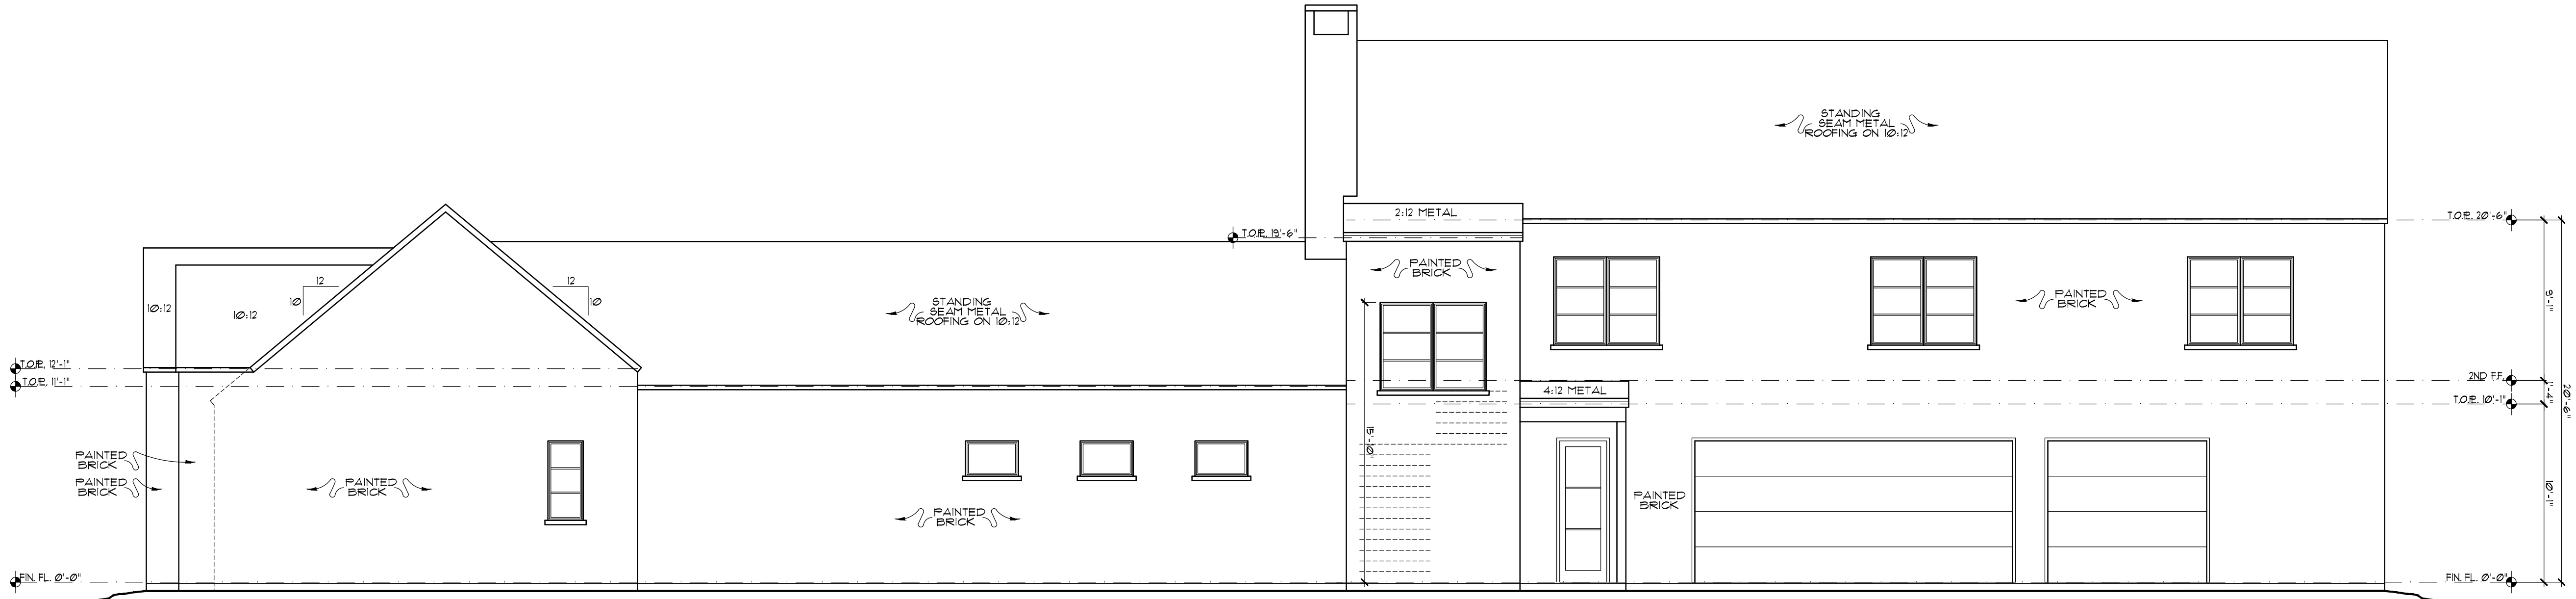 STANDING
SEAM METAL
ROOFING ON 10:12
2:12 METAL
T.O.P. 20'-6"
T.O.P. 19'-6"
PAINTED
BRICK
12
10
12
10
10:12
10:12
STANDING
SEAM METAL
ROOFING ON 10:12
PAINTED
BRICK
9'-1"
T.O.P. 12'-1"
T.O.P. 11'-1"
2ND F.F.
4:12 METAL
1'-4"
20'-6"
T.O.P. 10'-1"
15'-10"
PAINTED
BRICK
PAINTED
BRICK
PAINTED
BRICK
PAINTED
BRICK
PAINTED
BRICK
10'-1"
FIN. FL. 0'-0"
FIN. FL. 0'-0"